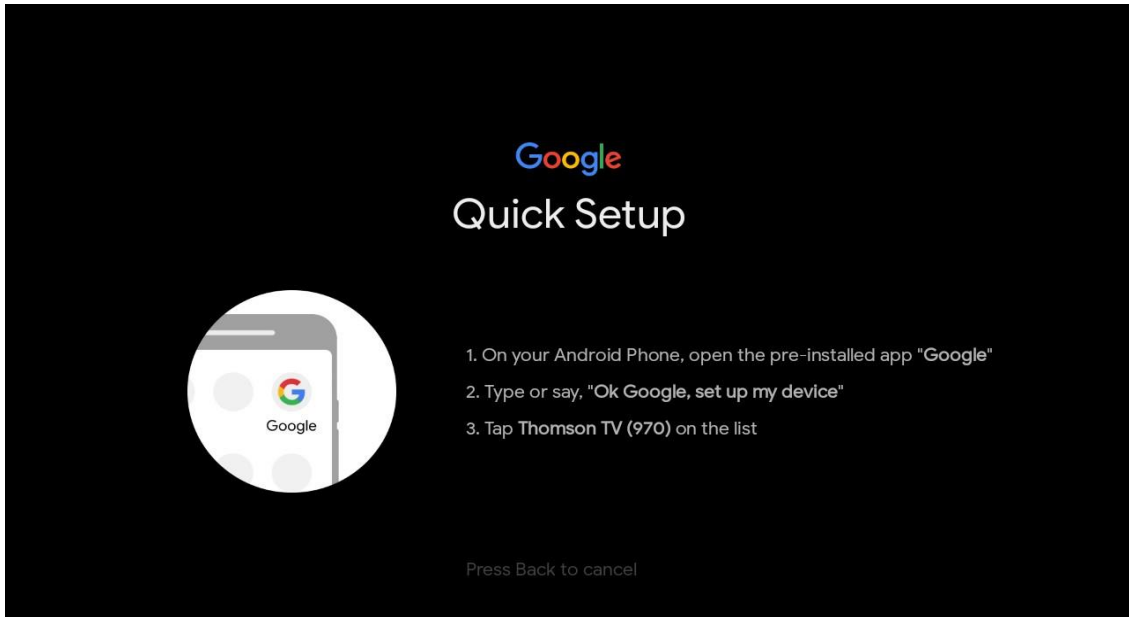 Google
Quick Setup
Google
1. On your Android Phone, open the pre-installed app "Google"
2. Type or say, "Ok Google, set up my device"
3. Tap Thomson TV (970) on the list
Press Back to cancel